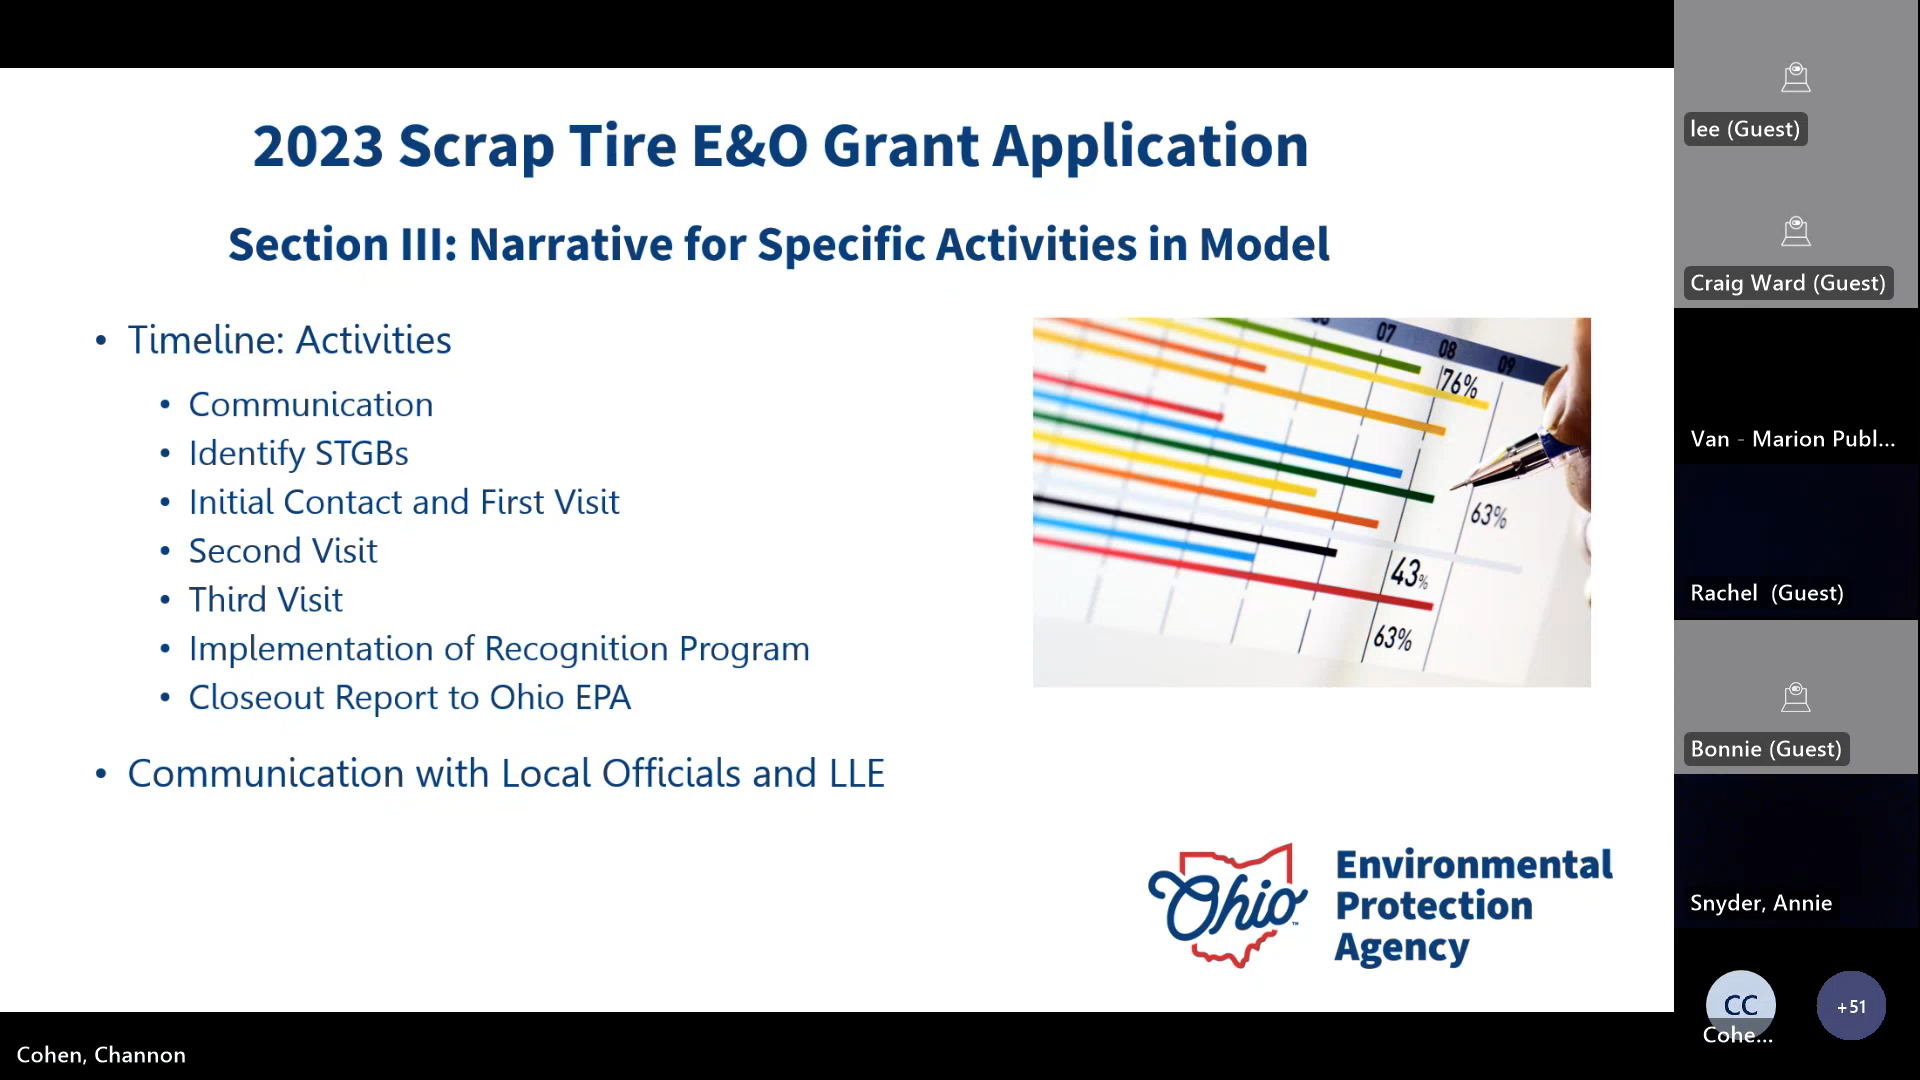 2023 Scrap Tire E&O Grant Application
Section III: Narrative for Specific Activities in Model
• Timeline: Activities
• Communication
• Identify STGBs
• Initial Contact and First Visit
• Second Visit
• Third Visit
• Implementation of Recognition Program
• Closeout Report to Ohio EPA
• Communication with Local Officials and LLE
07
08
09
76%
63%
43%
63%
Ohio™
Environmental
Protection
Agency
Cohen, Channon
lee (Guest)
Craig Ward (Guest)
Van - Marion Publ...
Rachel (Guest)
Bonnie (Guest)
Snyder, Annie
CC
Cohe...
+51